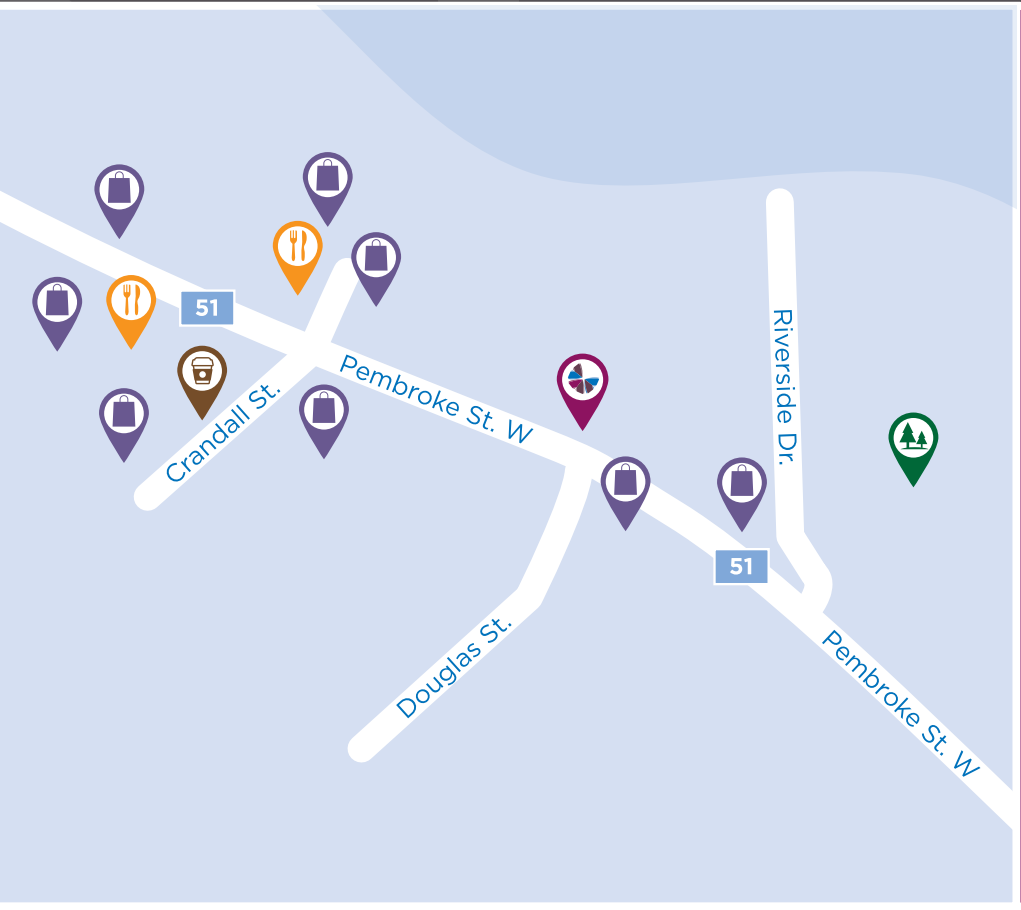 51
Pembroke St. W
Crandall St.
Riverside Dr.
51
Douglas St.
Pembroke St. W